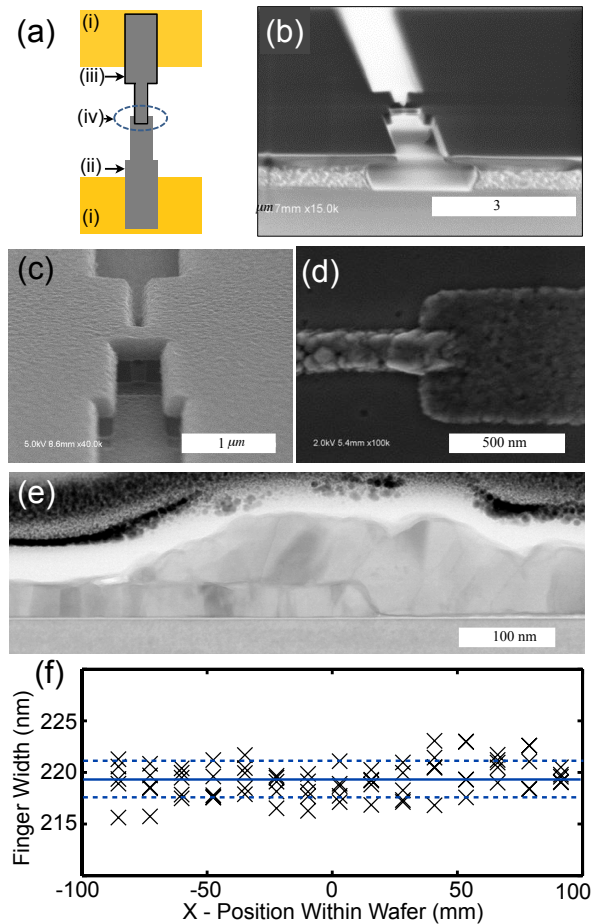 (a)
(i)
(iii)
(iv)
(ii)
(i)
(b)
μm 7mm x15.0k
3
(c)
5.0kV 8.6mm x40.0k
1 μm
(d)
2.0kV 5.4mm x100k
500 nm
(e)
100 nm
(f)
Finger Width (nm)
225
220
215
-100
-50
0
50
100
X - Position Within Wafer (mm)